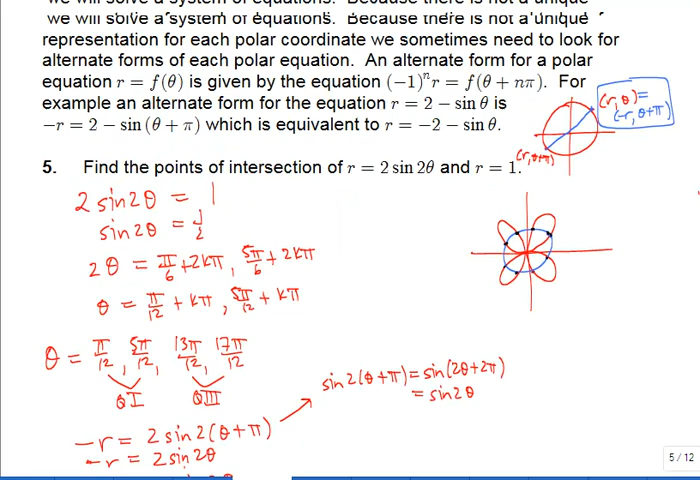 we will solve a system of equations. Because there is not a unique
representation for each polar coordinate we sometimes need to look for
alternate forms of each polar equation. An alternate form for a polar
equation r = f(θ) is given by the equation (−1)ⁿr = f(θ + nπ). For
example an alternate form for the equation r = 2 − sin θ is
−r = 2 − sin (θ + π) which is equivalent to r = −2 − sin θ.
(r, θ) =
(-r, θ+π)
(r, θ+π)
5. Find the points of intersection of r = 2 sin 2θ and r = 1.
2 sin 2θ = 1
sin 2θ = 1/2
2θ = π/6 + 2kπ, 5π/6 + 2kπ
θ = π/12 + kπ, 5π/12 + kπ
θ = π/12, 5π/12, 13π/12, 17π/12
QI QIII
sin 2(θ+π) = sin(2θ+2π)
= sin 2θ
-r = 2 sin 2(θ+π)
-r = 2 sin 2θ
5 / 12